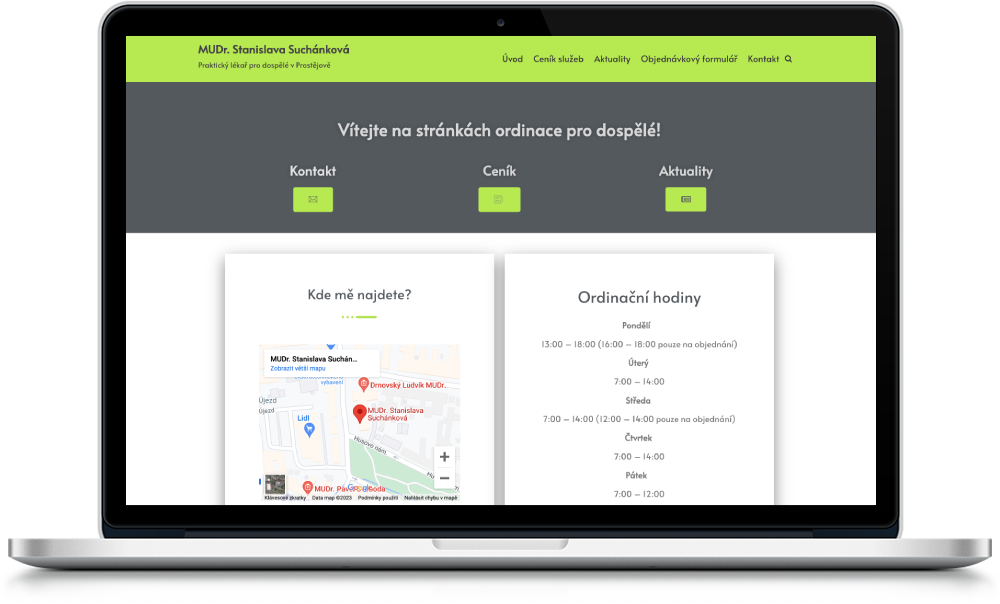 MUDr. Stanislava Suchánková
Praktický lékař pro dospělé v Prostějově
Úvod Ceník služeb Aktuality Objednávkový formulář Kontakt
Vítejte na stránkách ordinace pro dospělé!
Kontakt
Ceník
Aktuality
Kde mě najdete?
MUDr. Stanislava Suchán...
Zobrazit větší mapu
vybavení
Drnovský Ludvík MUDr.
Újezd
Újezd
Lidl
MUDr. Stanislava
Suchánková
Husovo nám.
MUDr. Pavel
Google
Klávesové zkratky Data map ©2023 Podmínky použití Nahlásit chybu v mapě
Ordinační hodiny
Pondělí
13:00 – 18:00 (16:00 – 18:00 pouze na objednání)
Úterý
7:00 – 14:00
Středa
7:00 – 14:00 (12:00 – 14:00 pouze na objednání)
Čtvrtek
7:00 – 14:00
Pátek
7:00 – 12:00